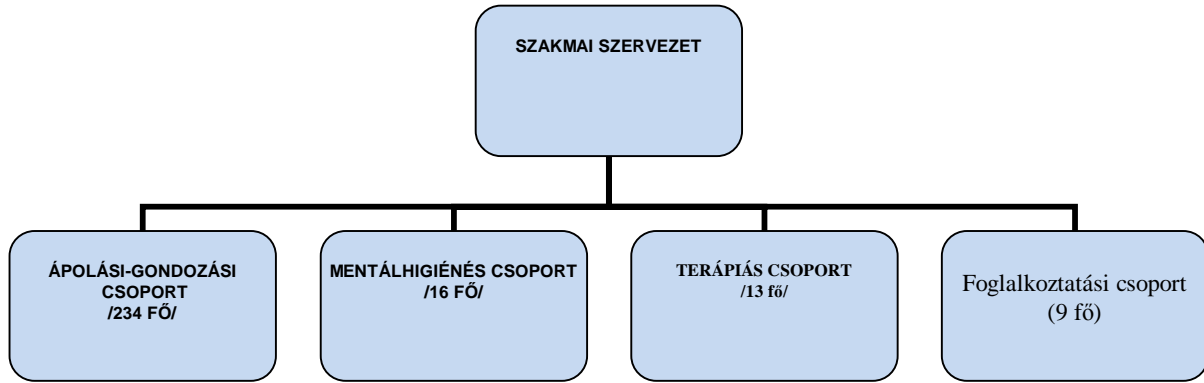 SZAKMAI SZERVEZET
ÁPOLÁSI-GONDOZÁSI
CSOPORT
/234 FŐ/
MENTÁLHIGIÉNÉS CSOPORT
/16 FŐ/
TERÁPIÁS CSOPORT
/13 fő/
Foglalkoztatási csoport
(9 fő)